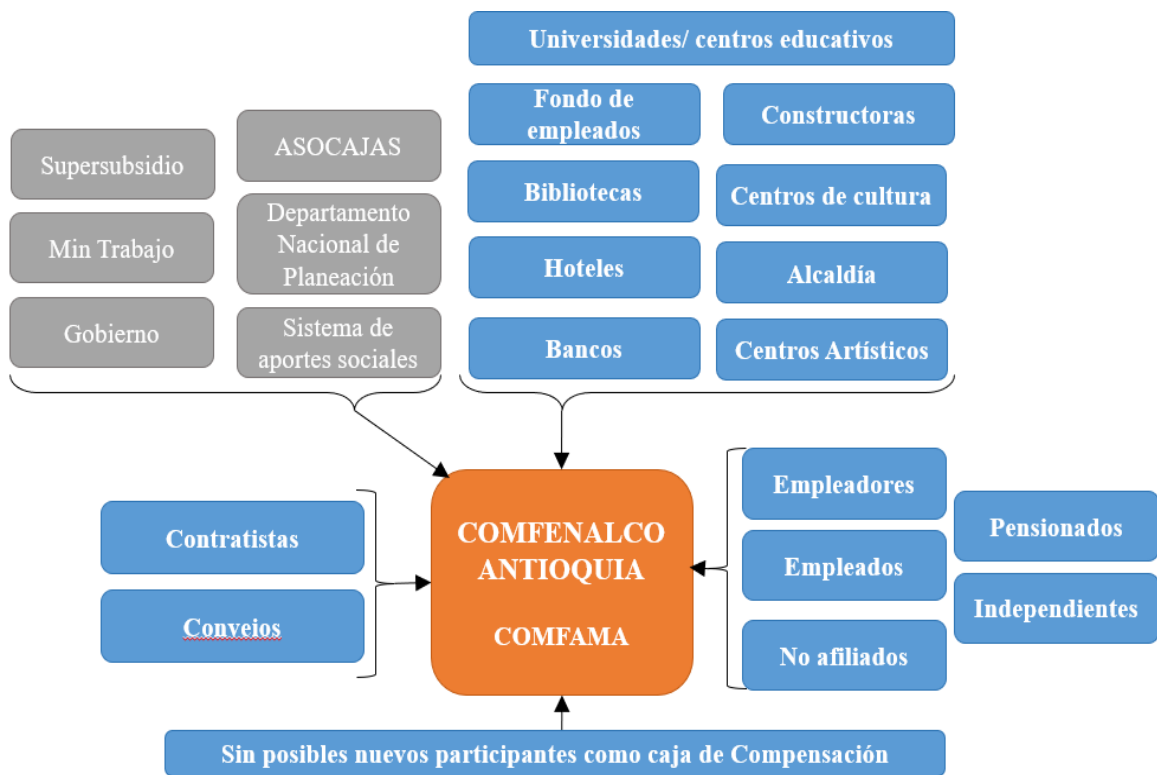 Universidades/ centros educativos
Supersubsidio
Min Trabajo
Gobierno
ASOCAJAS
Departamento
Nacional de
Planeación
Sistema de
aportes sociales
Fondo de
empleados
Bibliotecas
Hoteles
Bancos
Constructoras
Centros de cultura
Alcaldía
Centros Artísticos
Contratistas
Conveios
COMFENALCO
ANTIOQUIA
COMFAMA
Empleadores
Empleados
No afiliados
Pensionados
Independientes
Sin posibles nuevos participantes como caja de Compensación